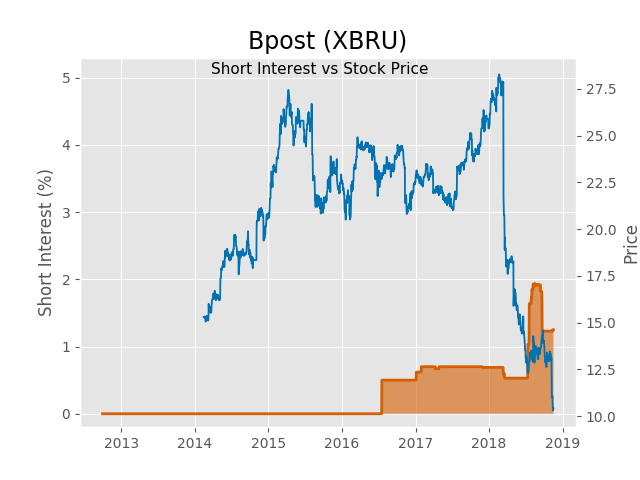 Bpost (XBRU)
Short Interest vs Stock Price
Short Interest (%)
5
4
3
2
1
0
27.5
25.0
22.5
20.0
17.5
15.0
12.5
10.0
Price
2013 2014 2015 2016 2017 2018 2019